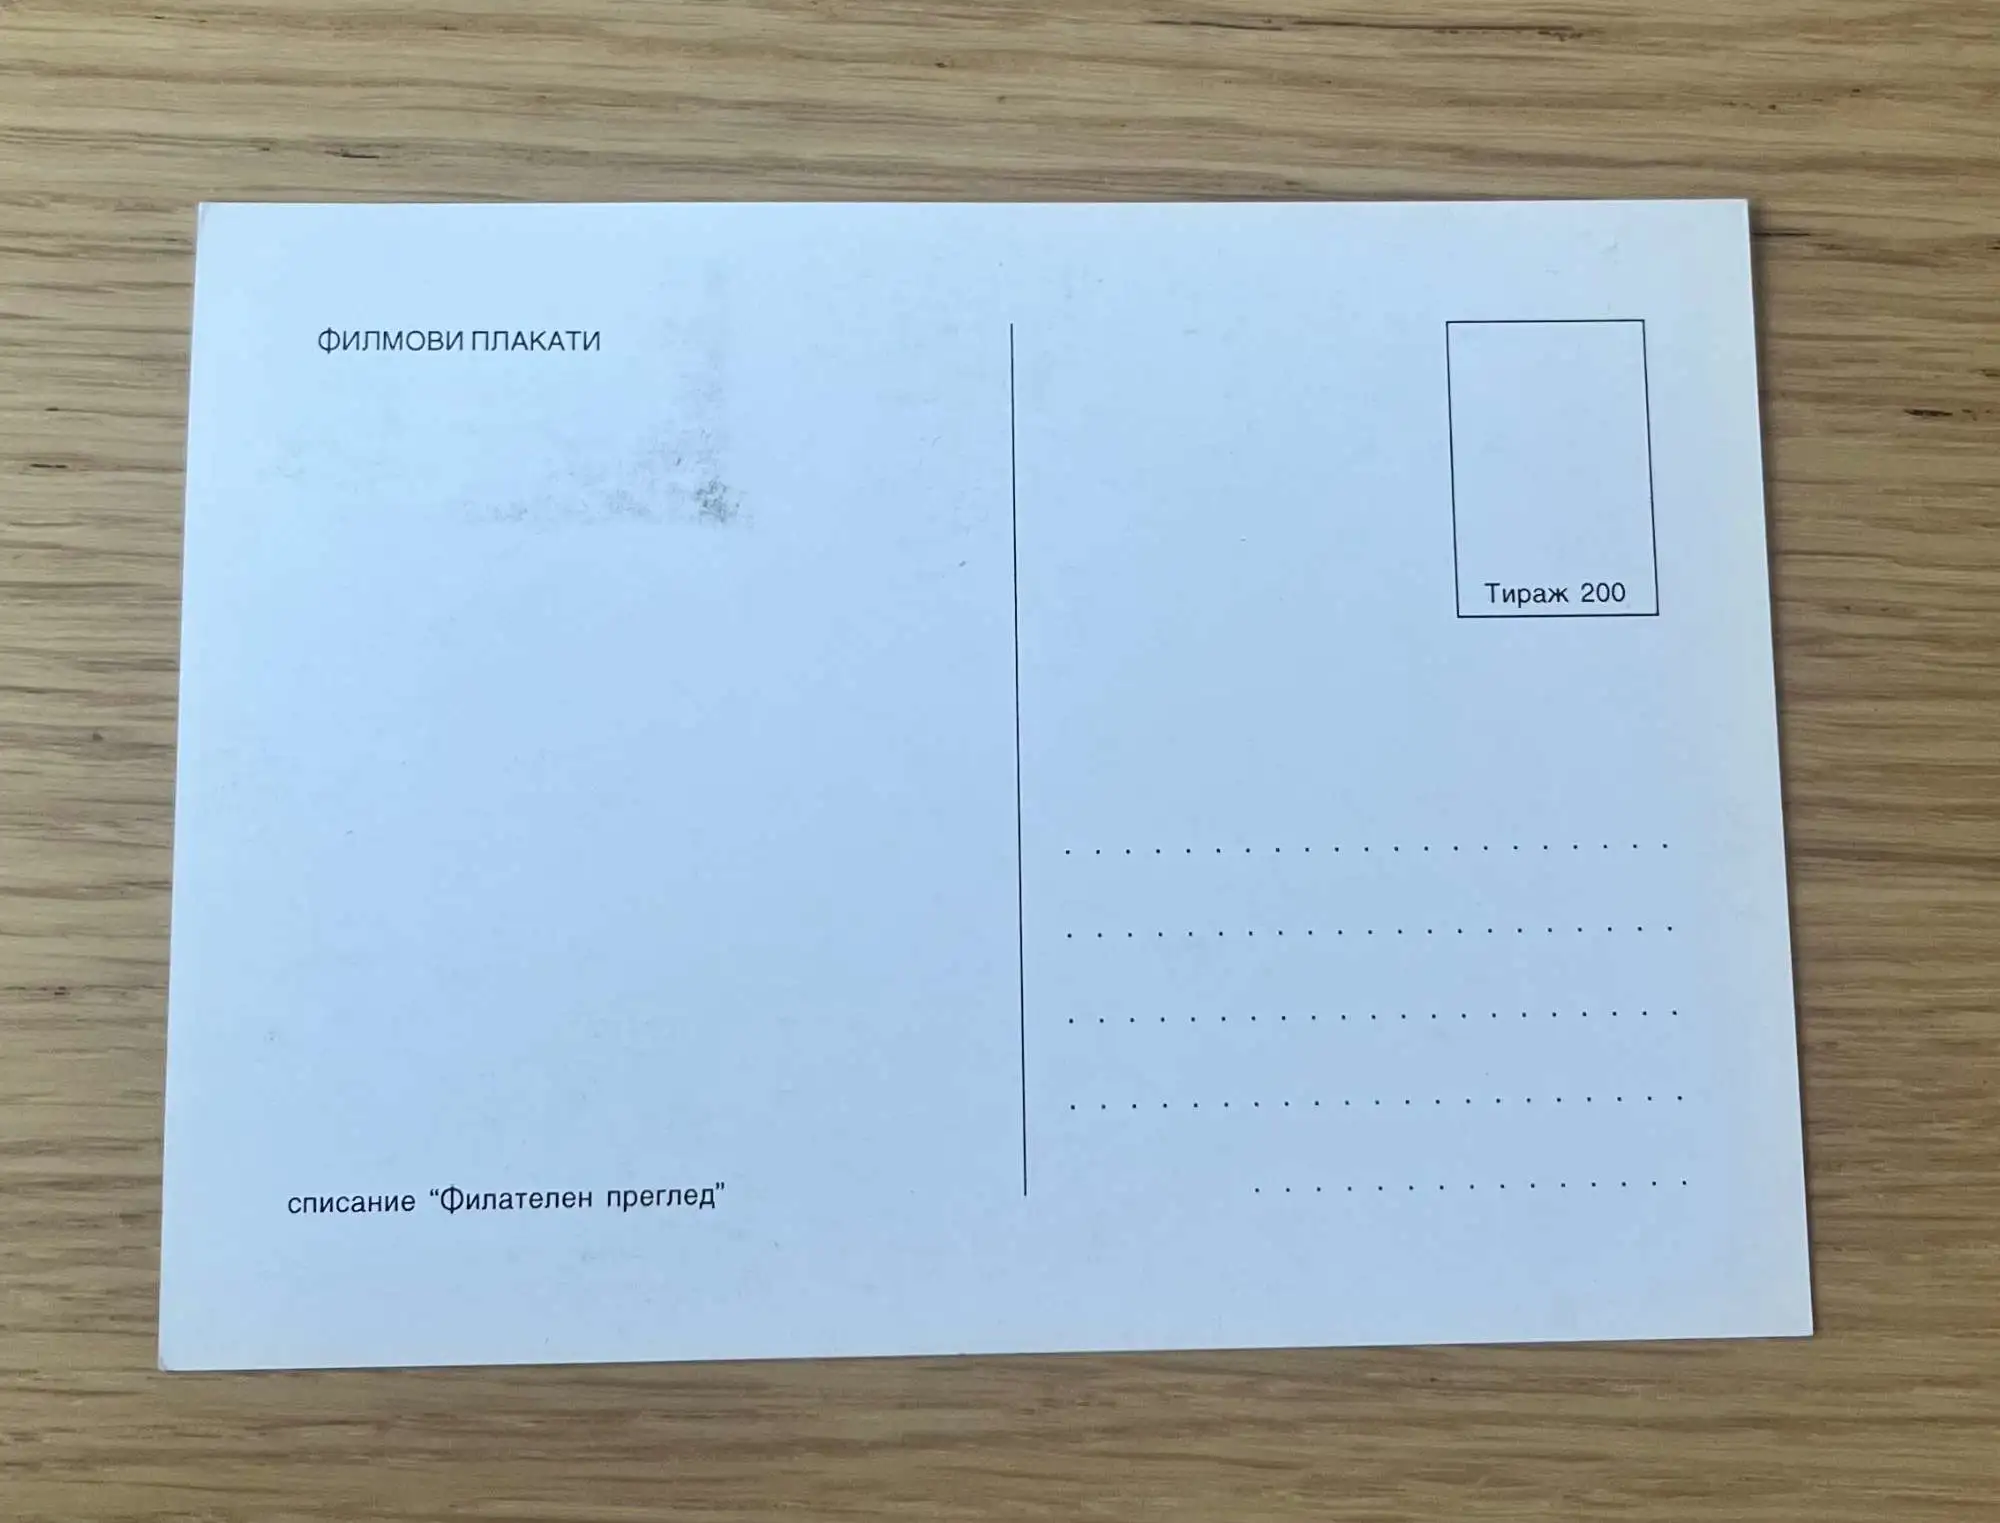 ФИЛМОВИ ПЛАКАТИ
Тираж 200
списание “Филателен преглед”